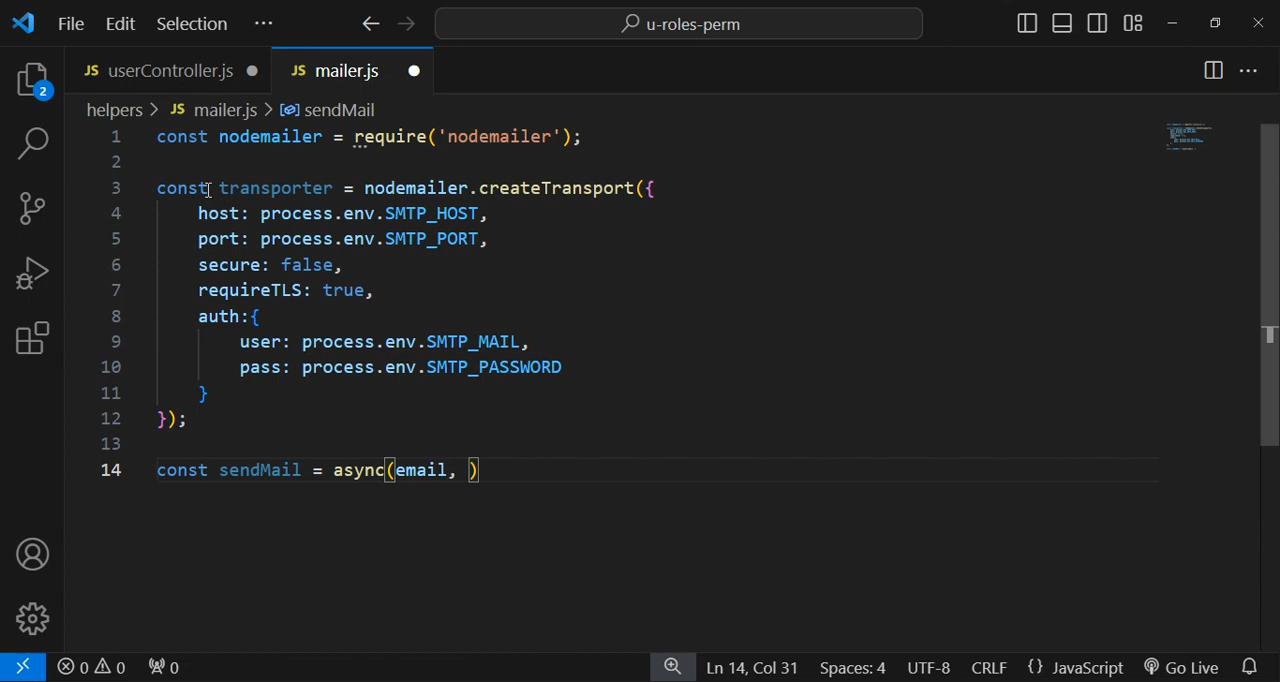 File Edit Selection ··· u-roles-perm
JS userController.js JS mailer.js
helpers > JS mailer.js > sendMail
1 const nodemailer = require('nodemailer');
2
3 const transporter = nodemailer.createTransport({
4 host: process.env.SMTP_HOST,
5 port: process.env.SMTP_PORT,
6 secure: false,
7 requireTLS: true,
8 auth:{
9 user: process.env.SMTP_MAIL,
10 pass: process.env.SMTP_PASSWORD
11 }
12 });
13
14 const sendMail = async(email, )
2
0 0 0 Ln 14, Col 31 Spaces: 4 UTF-8 CRLF {} JavaScript Go Live